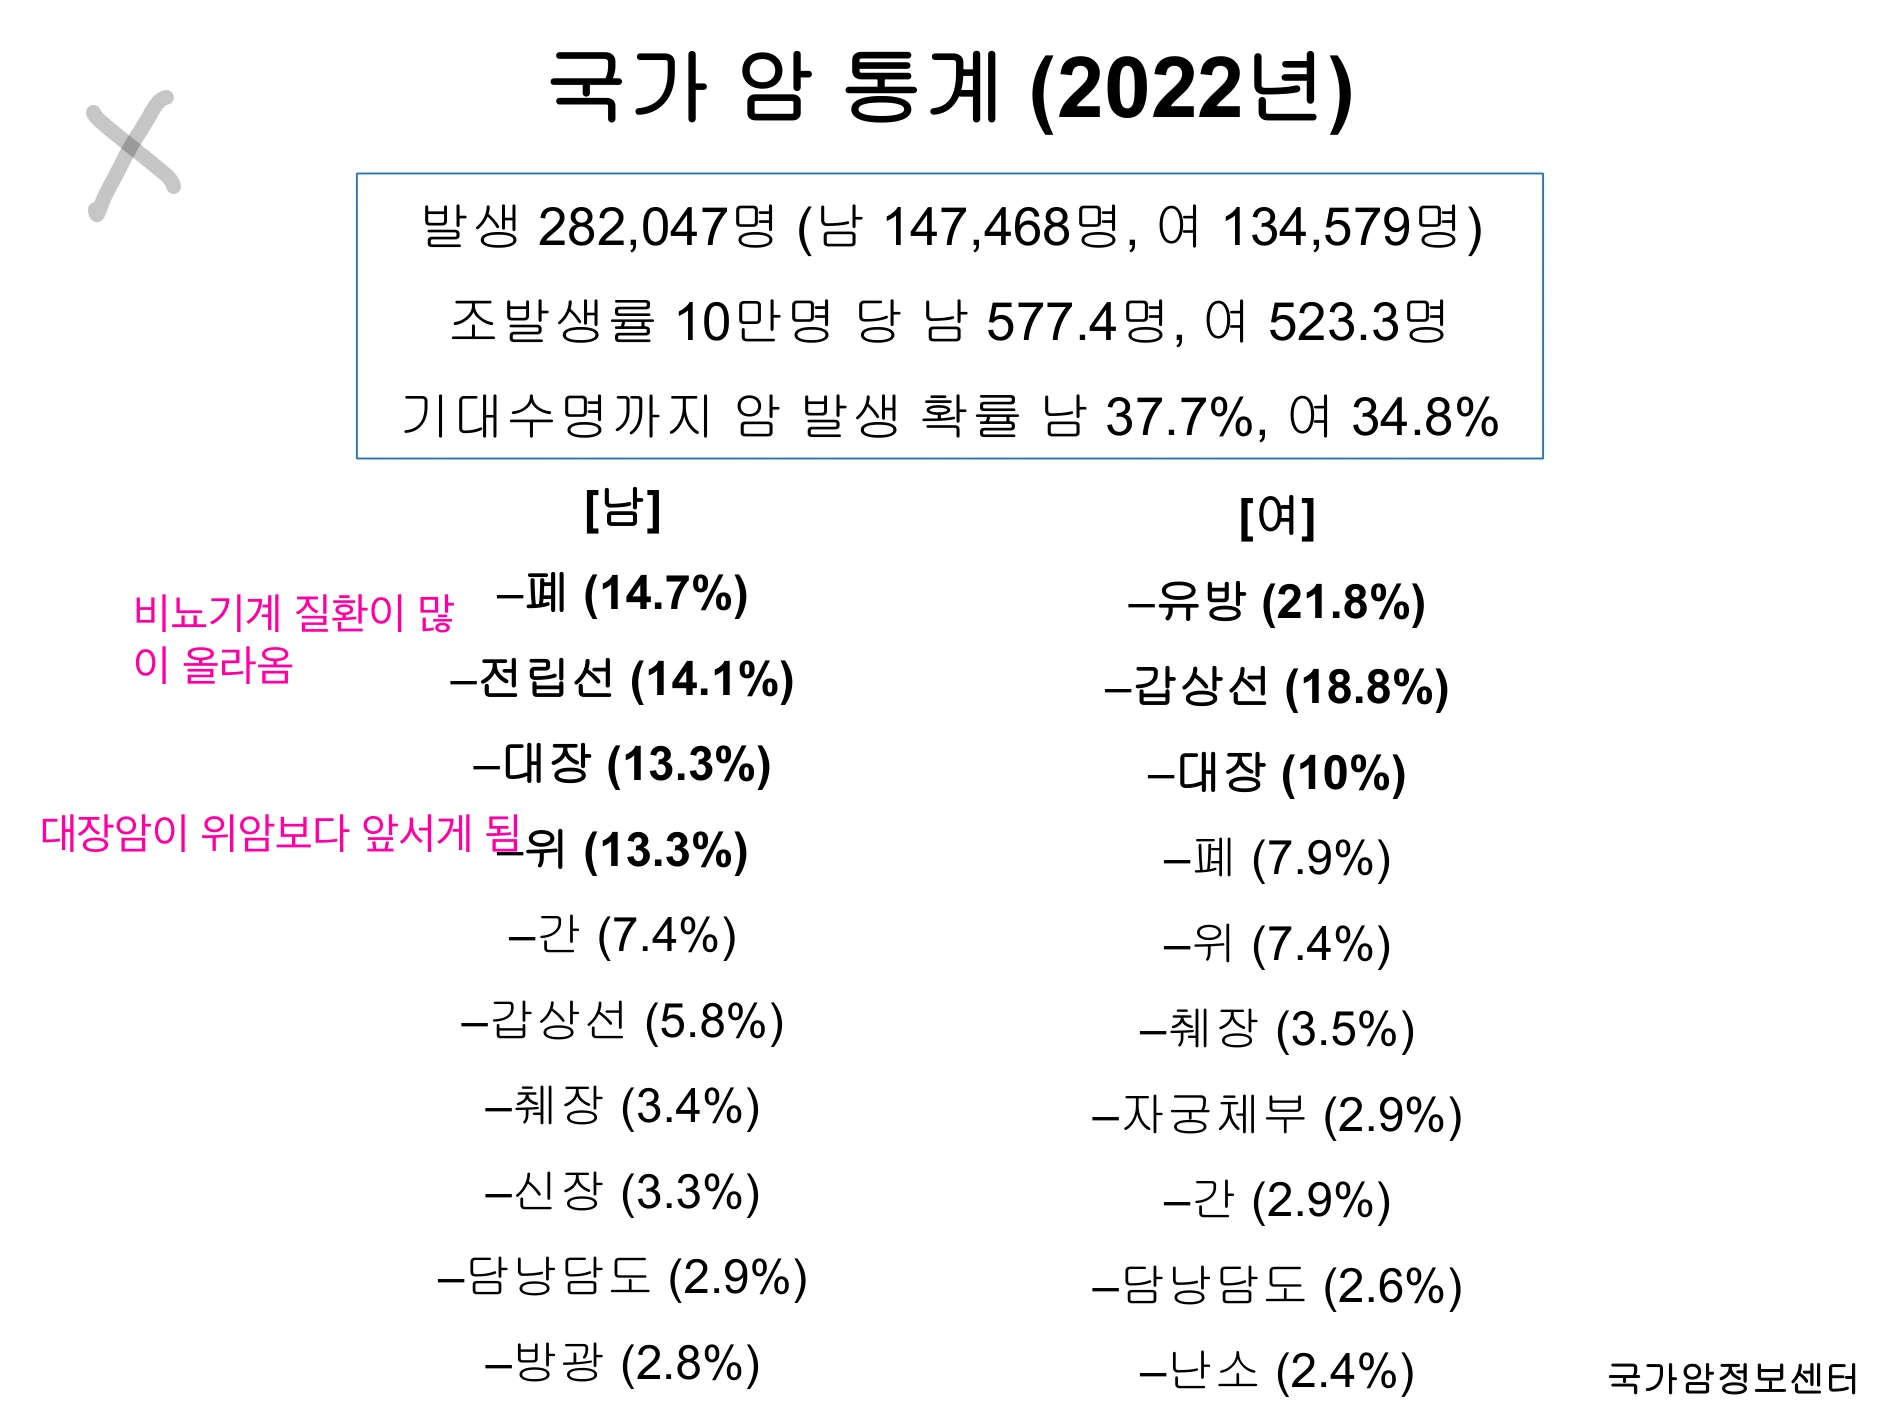 국가 암 통계 (2022년)
발생 282,047명 (남 147,468명, 여 134,579명)
조발생률 10만명 당 남 577.4명, 여 523.3명
기대수명까지 암 발생 확률 남 37.7%, 여 34.8%
[남]
–폐 (14.7%)
비뇨기계 질환이 많
이 올라옴
–전립선 (14.1%)
–대장 (13.3%)
대장암이 위암보다 앞서게 됨
–위 (13.3%)
–간 (7.4%)
–갑상선 (5.8%)
–췌장 (3.4%)
–신장 (3.3%)
–담낭담도 (2.9%)
–방광 (2.8%)
[여]
–유방 (21.8%)
–갑상선 (18.8%)
–대장 (10%)
–폐 (7.9%)
–위 (7.4%)
–췌장 (3.5%)
–자궁체부 (2.9%)
–간 (2.9%)
–담낭담도 (2.6%)
–난소 (2.4%)
국가암정보센터